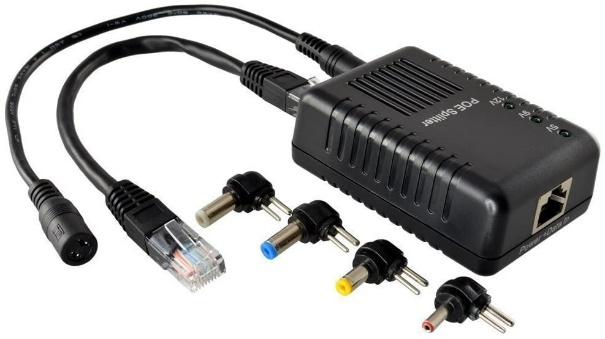 POE Splitter
12V
9V
5V
Power +Data In